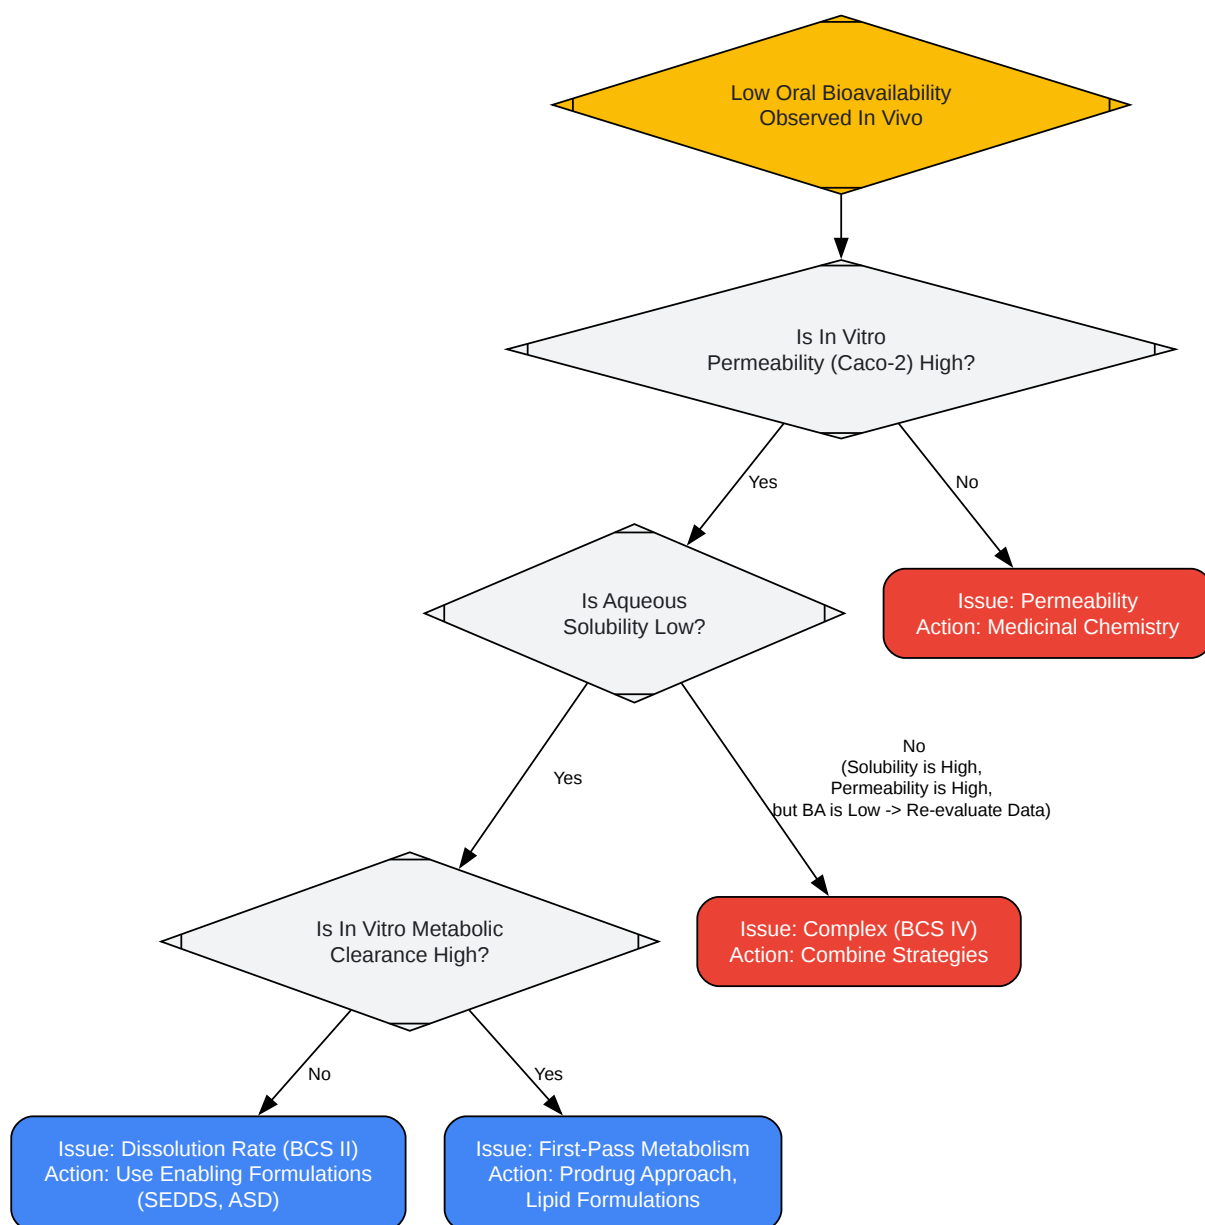 Low Oral Bioavailability
Observed In Vivo
Is In Vitro
Permeability (Caco-2) High?
Yes
No
Is Aqueous
Solubility Low?
Issue: Permeability
Action: Medicinal Chemistry
Yes
No
(Solubility is High,
Permeability is High,
but BA is Low -> Re-evaluate Data)
Is In Vitro Metabolic
Clearance High?
Issue: Complex (BCS IV)
Action: Combine Strategies
No
Yes
Issue: Dissolution Rate (BCS II)
Action: Use Enabling Formulations
(SEDDS, ASD)
Issue: First-Pass Metabolism
Action: Prodrug Approach,
Lipid Formulations